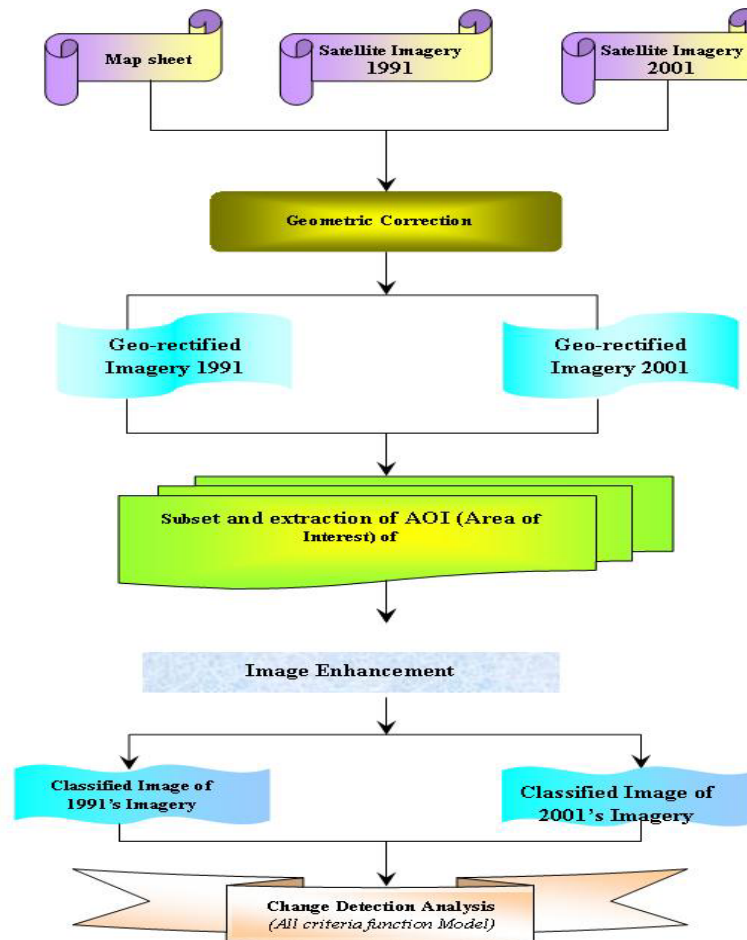 Map sheet
Satellite Imagery
1991
Satellite Imagery
2001
Geometric Correction
Geo-rectified
Imagery 1991
Geo-rectified
Imagery 2001
Subset and extraction of AOI (Area of
Interest) of
Image Enhancement
Classified Image of
1991's Imagery
Classified Image of
2001's Imagery
Change Detection Analysis
(All criteria function Model)